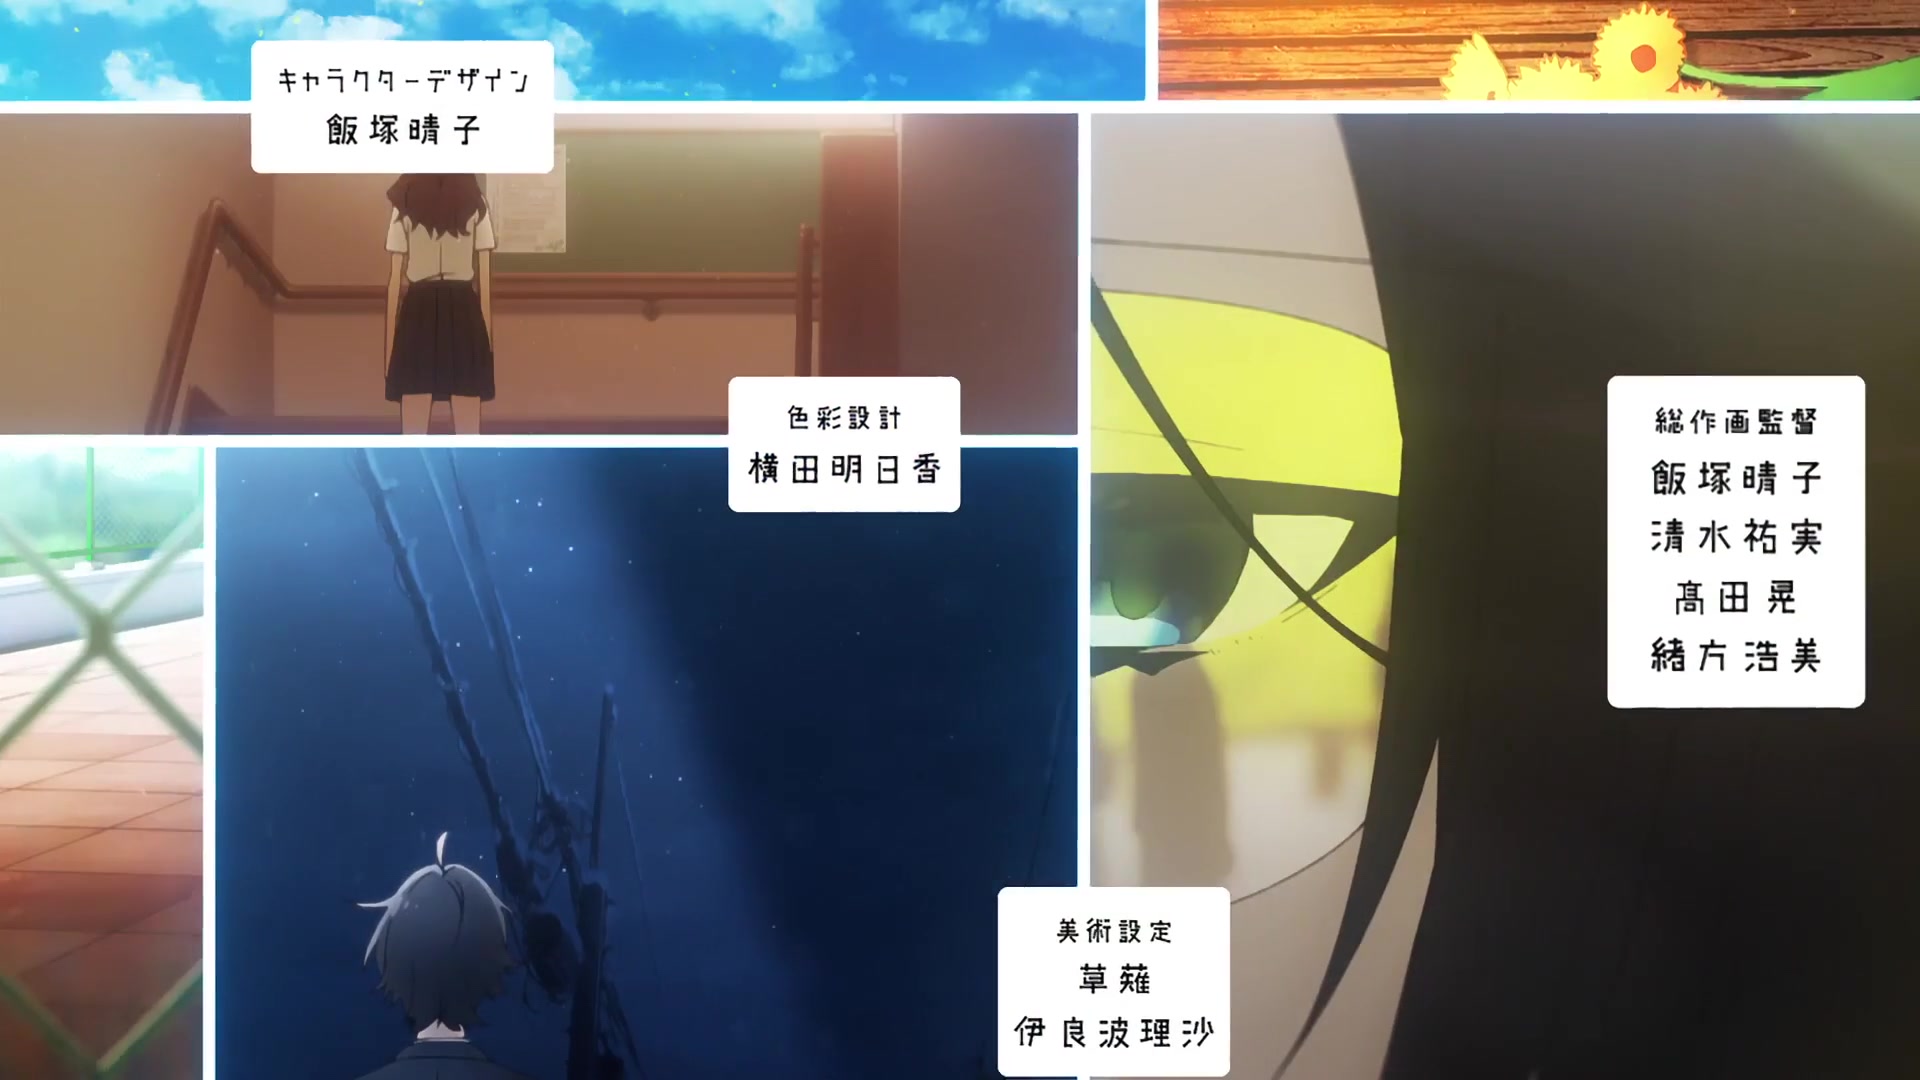 キャラクターデザイン
飯塚晴子
色彩設計
横田明日香
総作画監督
飯塚晴子
清水祐実
髙田晃
緒方浩美
美術設定
草薙
伊良波理沙